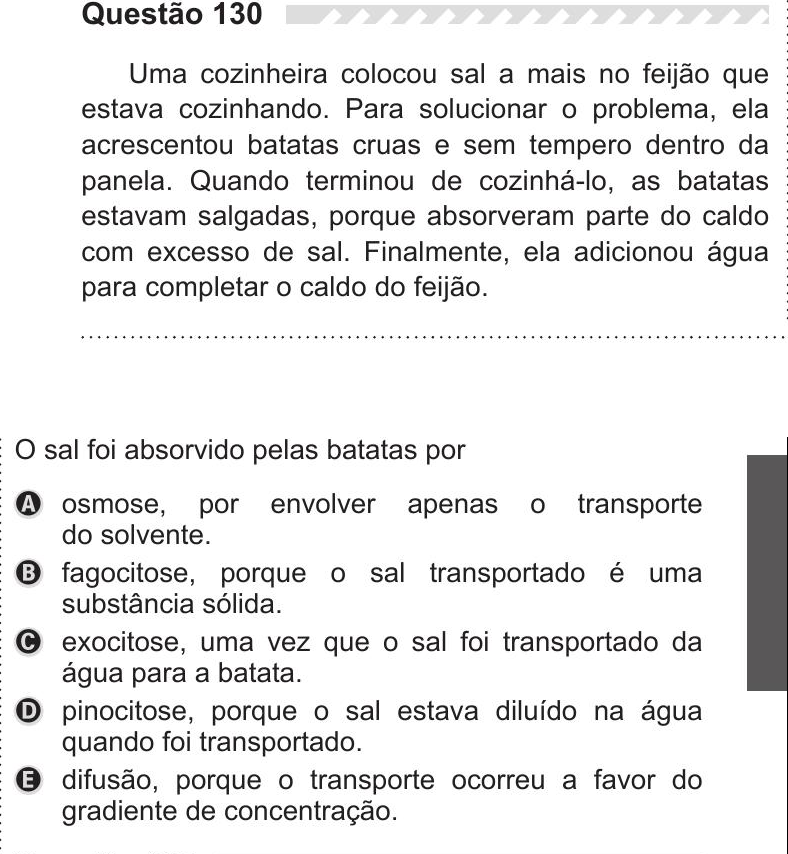 Questão 130
Uma cozinheira colocou sal a mais no feijão que
estava cozinhando. Para solucionar o problema, ela
acrescentou batatas cruas e sem tempero dentro da
panela. Quando terminou de cozinhá-lo, as batatas
estavam salgadas, porque absorveram parte do caldo
com excesso de sal. Finalmente, ela adicionou água
para completar o caldo do feijão.
O sal foi absorvido pelas batatas por
A osmose, por envolver apenas o transporte
do solvente.
B fagocitose, porque o sal transportado é uma
substância sólida.
C exocitose, uma vez que o sal foi transportado da
água para a batata.
D pinocitose, porque o sal estava diluído na água
quando foi transportado.
E difusão, porque o transporte ocorreu a favor do
gradiente de concentração.